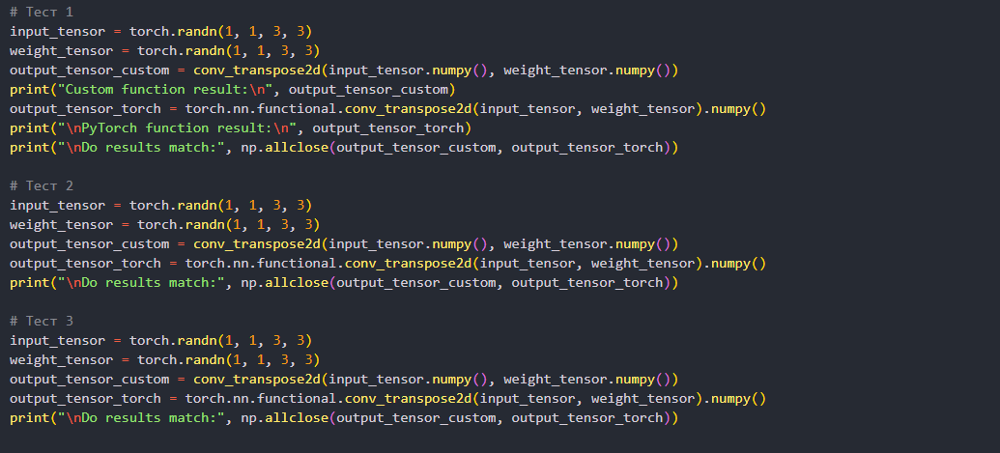 # Тест 1
input_tensor = torch.randn(1, 1, 3, 3)
weight_tensor = torch.randn(1, 1, 3, 3)
output_tensor_custom = conv_transpose2d(input_tensor.numpy(), weight_tensor.numpy())
print("Custom function result:\n", output_tensor_custom)
output_tensor_torch = torch.nn.functional.conv_transpose2d(input_tensor, weight_tensor).numpy()
print("\nPyTorch function result:\n", output_tensor_torch)
print("\nDo results match:", np.allclose(output_tensor_custom, output_tensor_torch))

# Тест 2
input_tensor = torch.randn(1, 1, 3, 3)
weight_tensor = torch.randn(1, 1, 3, 3)
output_tensor_custom = conv_transpose2d(input_tensor.numpy(), weight_tensor.numpy())
output_tensor_torch = torch.nn.functional.conv_transpose2d(input_tensor, weight_tensor).numpy()
print("\nDo results match:", np.allclose(output_tensor_custom, output_tensor_torch))

# Тест 3
input_tensor = torch.randn(1, 1, 3, 3)
weight_tensor = torch.randn(1, 1, 3, 3)
output_tensor_custom = conv_transpose2d(input_tensor.numpy(), weight_tensor.numpy())
output_tensor_torch = torch.nn.functional.conv_transpose2d(input_tensor, weight_tensor).numpy()
print("\nDo results match:", np.allclose(output_tensor_custom, output_tensor_torch))